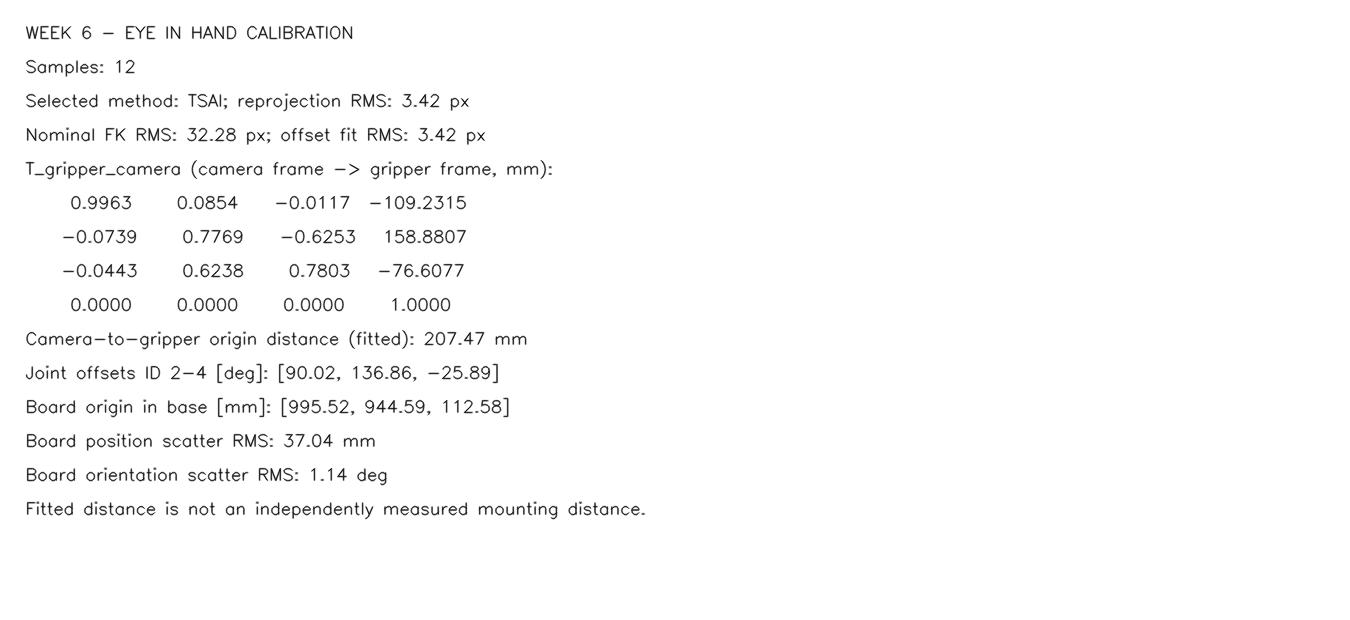 WEEK 6 - EYE IN HAND CALIBRATION
Samples: 12
Selected method: TSAI; reprojection RMS: 3.42 px
Nominal FK RMS: 32.28 px; offset fit RMS: 3.42 px
T_gripper_camera (camera frame -> gripper frame, mm):
0.9963 0.0854 -0.0117 -109.2315
-0.0739 0.7769 -0.6253 158.8807
-0.0443 0.6238 0.7803 -76.6077
0.0000 0.0000 0.0000 1.0000
Camera-to-gripper origin distance (fitted): 207.47 mm
Joint offsets ID 2-4 [deg]: [90.02, 136.86, -25.89]
Board origin in base [mm]: [995.52, 944.59, 112.58]
Board position scatter RMS: 37.04 mm
Board orientation scatter RMS: 1.14 deg
Fitted distance is not an independently measured mounting distance.